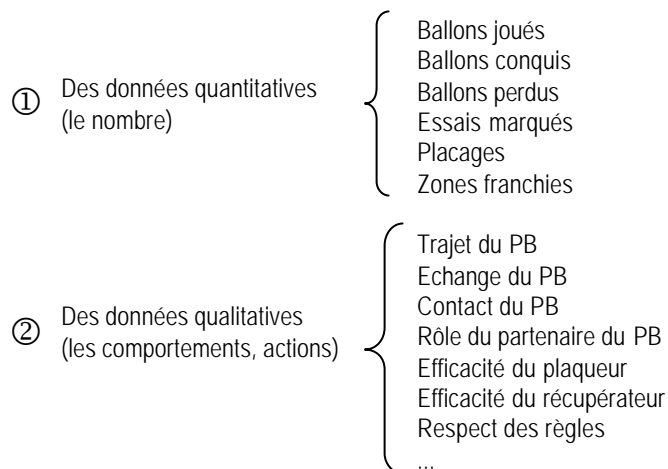 ① Des données quantitatives
(le nombre)
Ballons joués
Ballons conquis
Ballons perdus
Essais marqués
Placages
Zones franchies
② Des données qualitatives
(les comportements, actions)
Trajet du PB
Echange du PB
Contact du PB
Rôle du partenaire du PB
Efficacité du plaqueur
Efficacité du récupérateur
Respect des règles
...